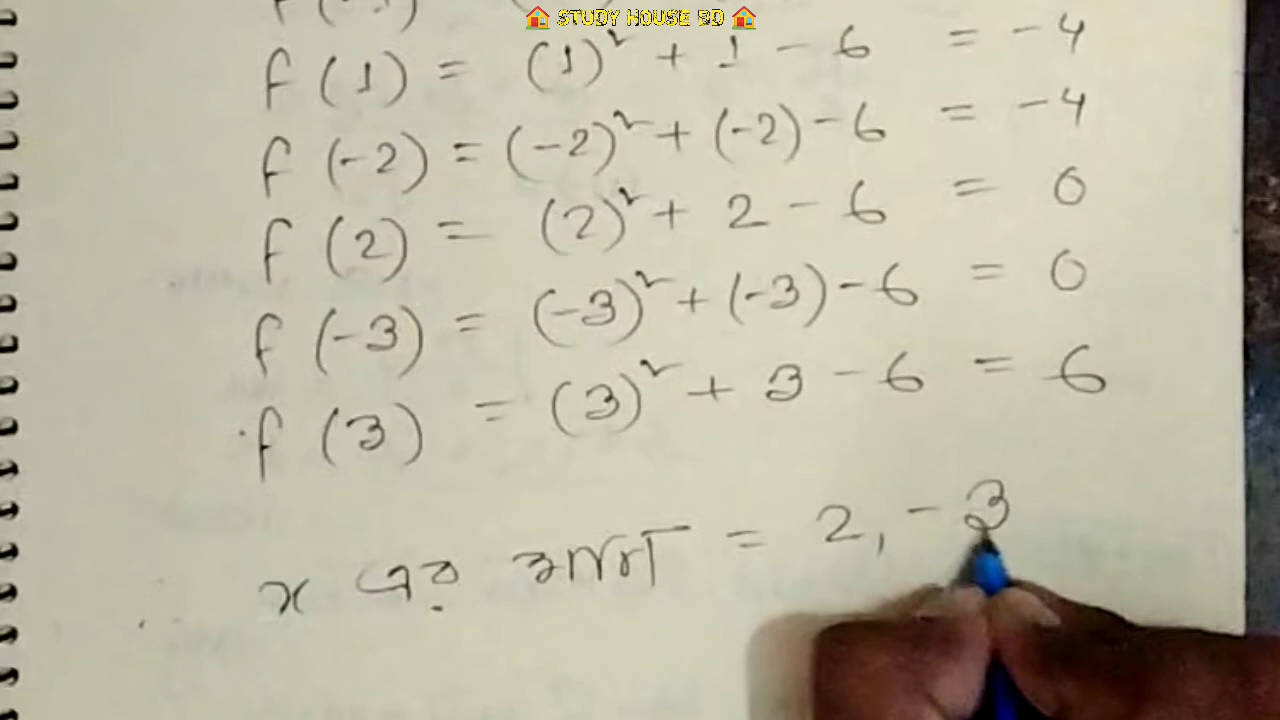 🏠 STUDY HOUSE BD 🏠
f(1) = (1)² + 1 - 6 = -4
f(-2) = (-2)² + (-2) - 6 = -4
f(2) = (2)² + 2 - 6 = 0
f(-3) = (-3)² + (-3) - 6 = 0
f(3) = (3)² + 3 - 6 = 6
∴ x এর = 2, -3